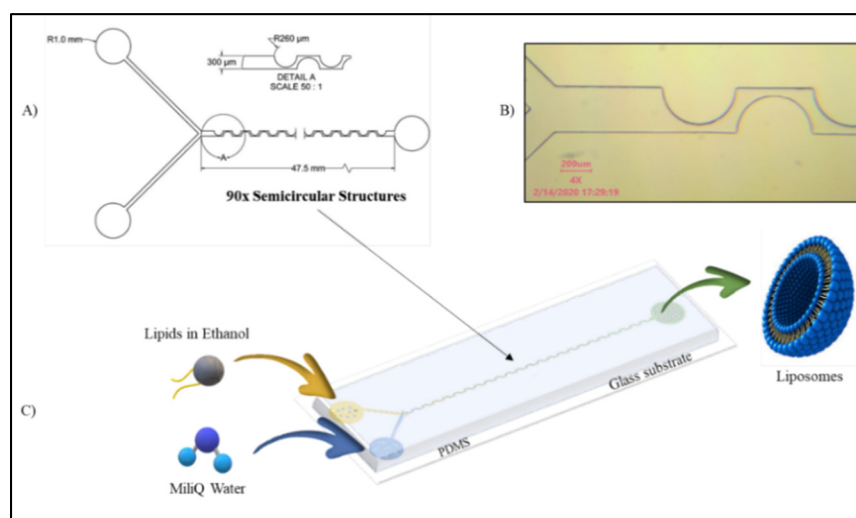 R1.0 mm
R260 µm
300 µm
DETAIL A
SCALE 50 : 1
A)
A
47.5 mm
90x Semicircular Structures
B)
200um
4X
2/14/2020 17:29:19
Lipids in Ethanol
Liposomes
C)
Glass substrate
PDMS
MiliQ Water